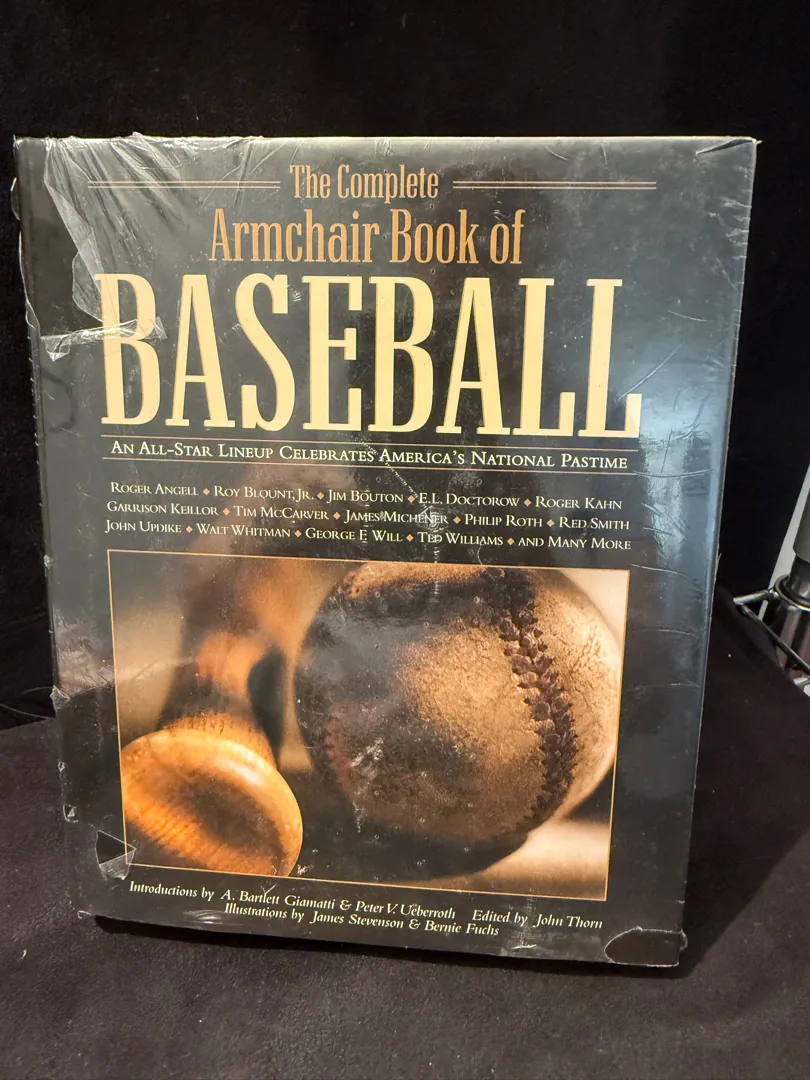 The Complete
Armchair Book of
BASEBALL
AN ALL-STAR LINEUP CELEBRATES AMERICA'S NATIONAL PASTIME
ROGER ANGELL ◆ ROY BLOUNT, JR. ◆ JIM BOUTON ◆ E.L. DOCTOROW ◆ ROGER KAHN
GARRISON KEILLOR ◆ TIM MCCARVER ◆ JAMES MICHENER ◆ PHILIP ROTH ◆ RED SMITH
JOHN UPDIKE ◆ WALT WHITMAN ◆ GEORGE F. WILL ◆ TED WILLIAMS ◆ AND MANY MORE
Introductions by A. Bartlett Giamatti & Peter V. Ueberroth Edited by John Thorn
Illustrations by James Stevenson & Bernie Fuchs